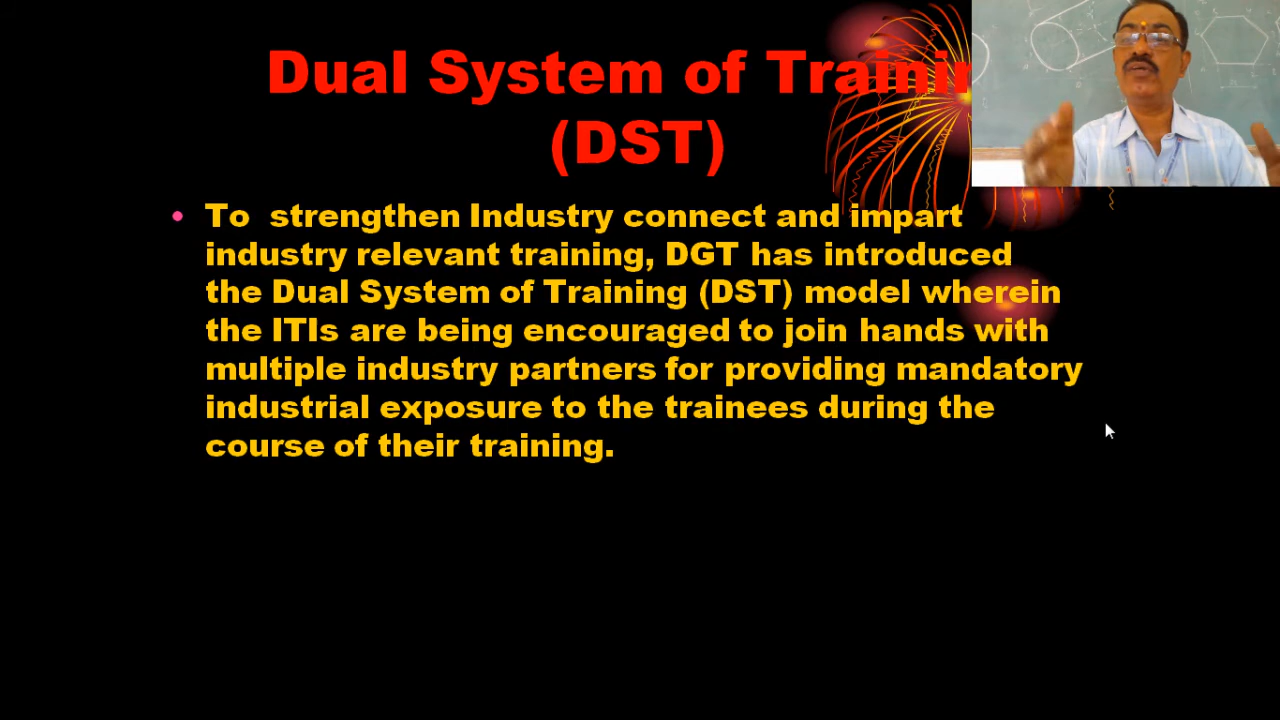 Dual System of Trainin
(DST)
• To strengthen Industry connect and impart
industry relevant training, DGT has introduced
the Dual System of Training (DST) model wherein
the ITIs are being encouraged to join hands with
multiple industry partners for providing mandatory
industrial exposure to the trainees during the
course of their training.